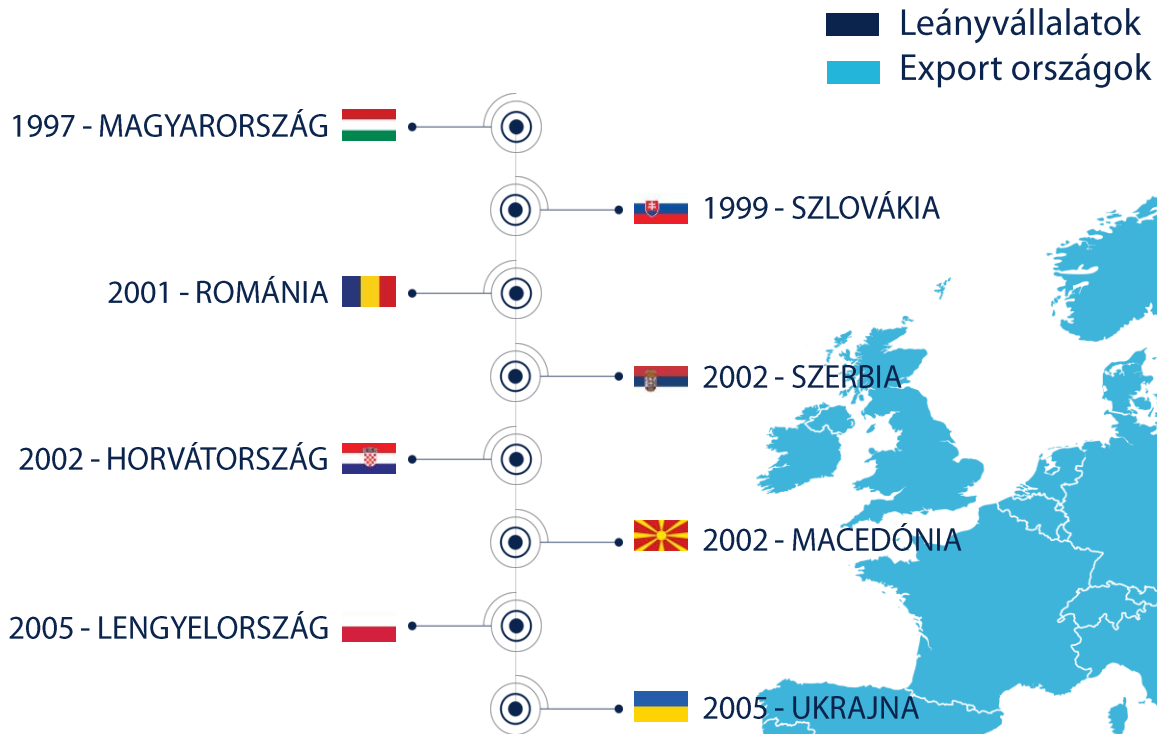 Leányvállalatok
Export országok
1997 - MAGYARORSZÁG
1999 - SZLOVÁKIA
2001 - ROMÁNIA
2002 - SZERBIA
2002 - HORVÁTORSZÁG
2002 - MACEDÓNIA
2005 - LENGYELORSZÁG
2005 - UKRAJNA